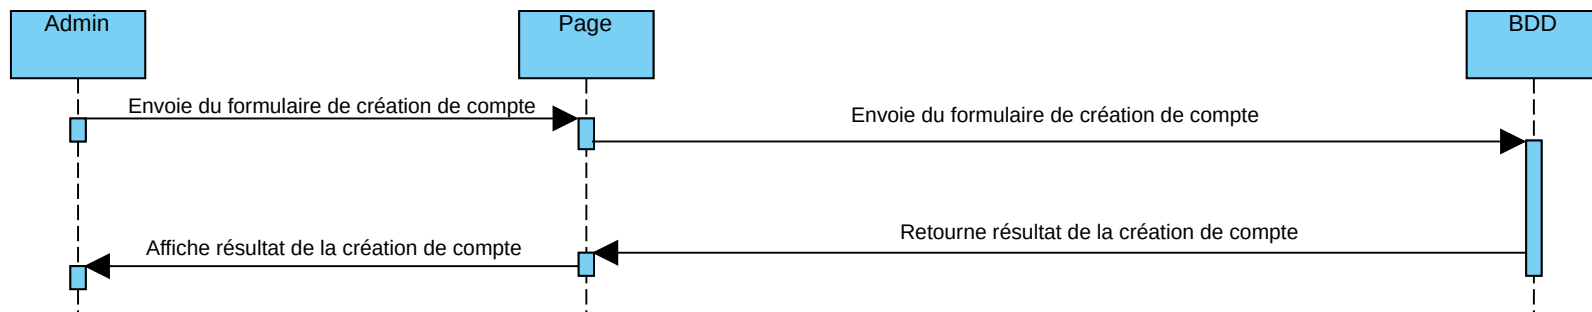 Admin
Page
BDD
Envoie du formulaire de création de compte
Envoie du formulaire de création de compte
Retourne résultat de la création de compte
Affiche résultat de la création de compte